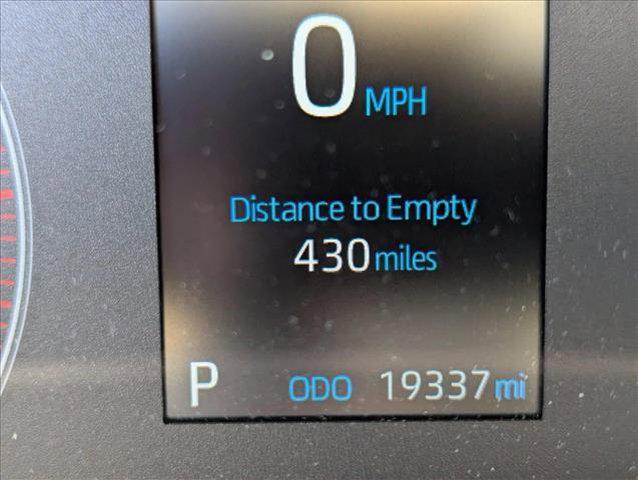 0 MPH
Distance to Empty
430 miles
P ODO 19337 mi